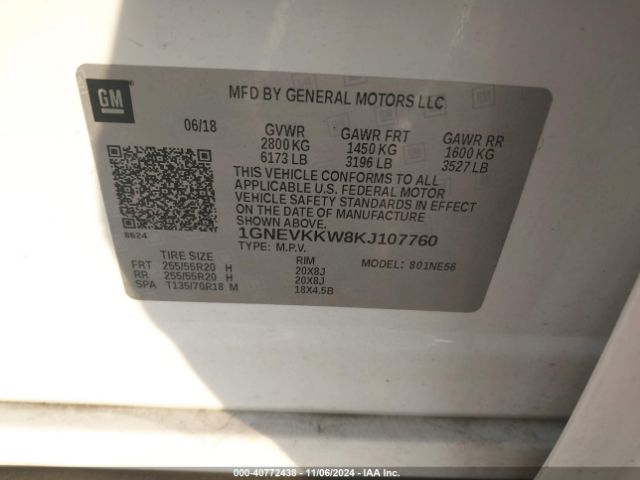 GM
MFD BY GENERAL MOTORS LLC
06/18 GVWR GAWR FRT GAWR RR
2800 KG 1450 KG 1600 KG
6173 LB 3196 LB 3527 LB
THIS VEHICLE CONFORMS TO ALL
APPLICABLE U.S. FEDERAL MOTOR
VEHICLE SAFETY STANDARDS IN EFFECT
ON THE DATE OF MANUFACTURE
SHOWN ABOVE.
8624
1GNEVKKW8KJ107760
TYPE: M.P.V. MODEL: 801NE56
TIRE SIZE RIM
FRT 255/55R20 H 20X8J
RR 255/55R20 H 20X8J
SPA T135/70R18 M 18X4.5B
000-40772438 - 11/06/2024 - IAA Inc.